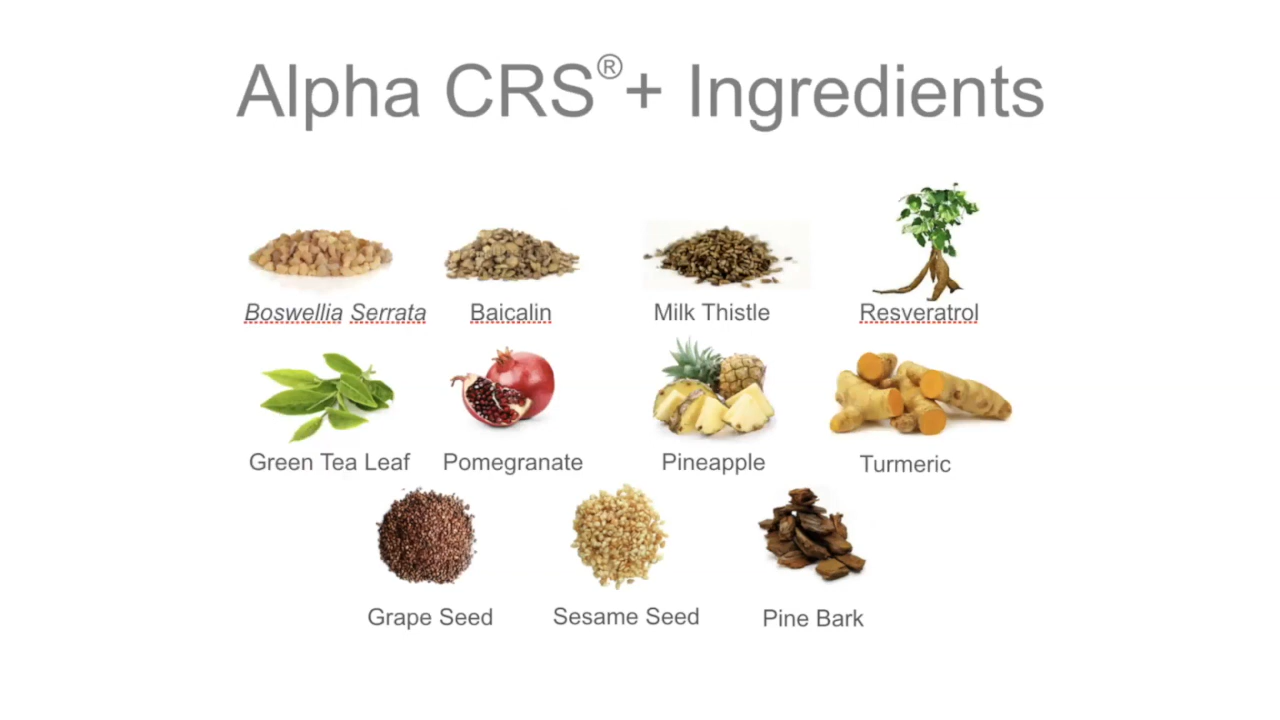 Alpha CRS®+ Ingredients
Boswellia Serrata
Baicalin
Milk Thistle
Resveratrol
Green Tea Leaf
Pomegranate
Pineapple
Turmeric
Grape Seed
Sesame Seed
Pine Bark